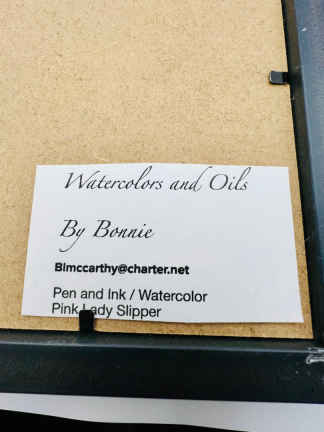 Watercolors and Oils
By Bonnie
Blmccarthy@charter.net
Pen and Ink / Watercolor
Pink Lady Slipper